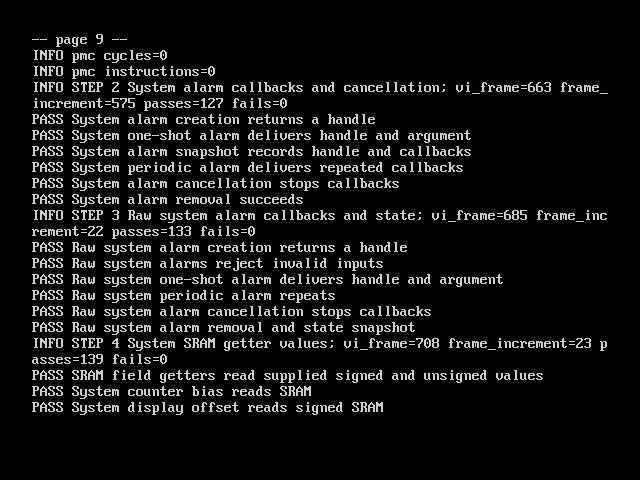 -- page 9 --
INFO pmc cycles=0
INFO pmc instructions=0
INFO STEP 2 System alarm callbacks and cancellation; vi_frame=663 frame_
increment=575 passes=127 fails=0
PASS System alarm creation returns a handle
PASS System one-shot alarm delivers handle and argument
PASS System alarm snapshot records handle and callbacks
PASS System periodic alarm delivers repeated callbacks
PASS System alarm cancellation stops callbacks
PASS System alarm removal succeeds
INFO STEP 3 Raw system alarm callbacks and state; vi_frame=685 frame_inc
rement=22 passes=133 fails=0
PASS Raw system alarm creation returns a handle
PASS Raw system alarms reject invalid inputs
PASS Raw system one-shot alarm delivers handle and argument
PASS Raw system periodic alarm repeats
PASS Raw system alarm cancellation stops callbacks
PASS Raw system alarm removal and state snapshot
INFO STEP 4 System SRAM getter values; vi_frame=708 frame_increment=23 p
asses=139 fails=0
PASS SRAM field getters read supplied signed and unsigned values
PASS System counter bias reads SRAM
PASS System display offset reads signed SRAM